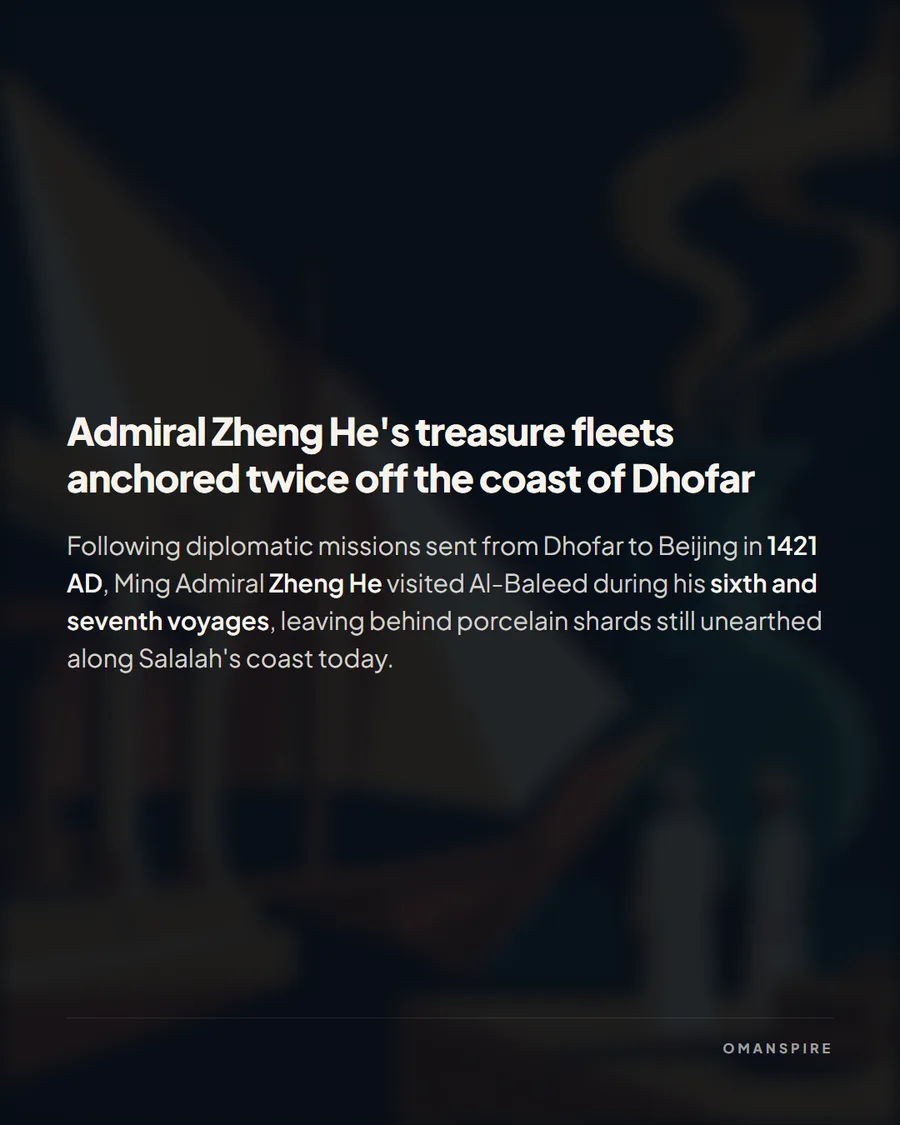 Admiral Zheng He's treasure fleets
anchored twice off the coast of Dhofar
Following diplomatic missions sent from Dhofar to Beijing in 1421
AD, Ming Admiral Zheng He visited Al-Baleed during his sixth and
seventh voyages, leaving behind porcelain shards still unearthed
along Salalah's coast today.
OMANSPIRE